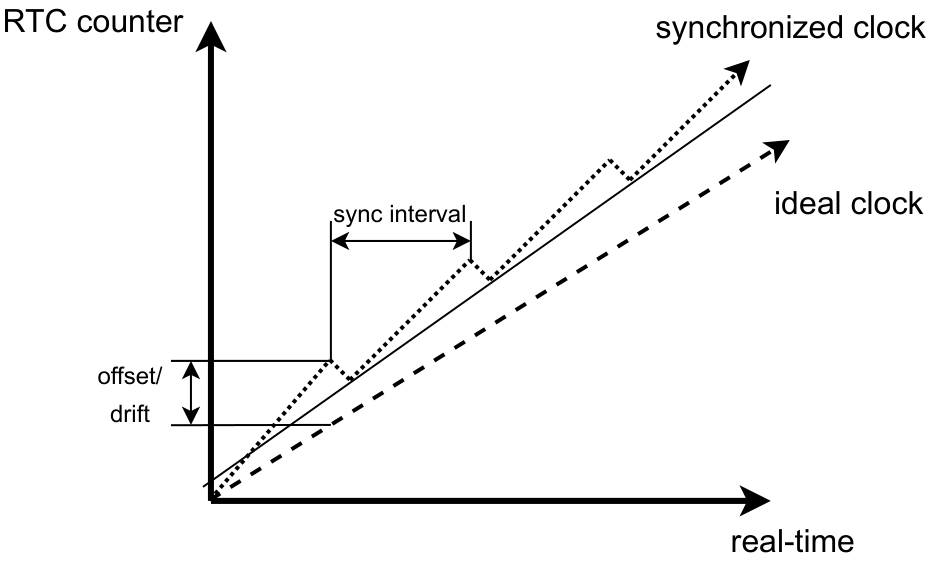 RTC counter
synchronized clock
ideal clock
sync interval
offset/
drift
real-time